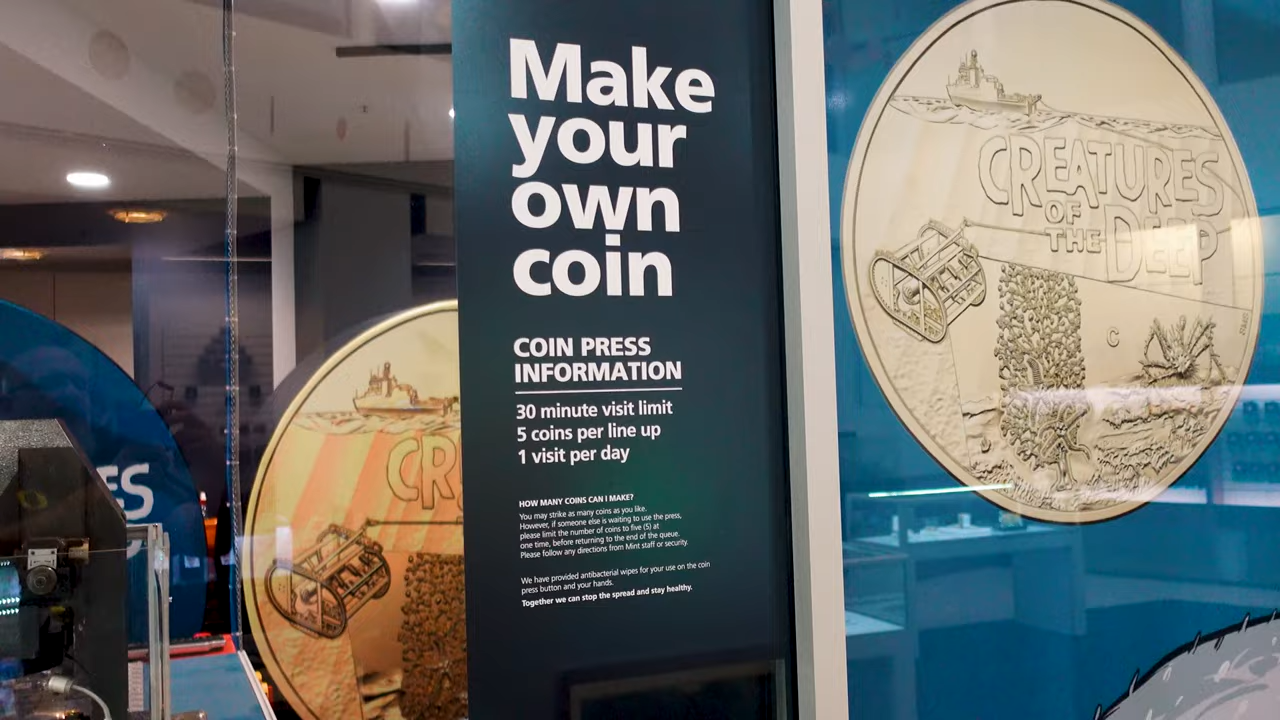 Make
your
own
coin
COIN PRESS
INFORMATION
30 minute visit limit
5 coins per line up
1 visit per day
HOW MANY COINS CAN I MAKE?
You may strike as many coins as you like.
However, if someone else is waiting to use the press,
please limit the number of coins to five (5) at
one time, before returning to the end of the queue.
Please follow any directions from Mint staff or security.
We have provided antibacterial wipes for your use on the coin
press button and your hands.
Together we can stop the spread and stay healthy.
CREATURES
OF
THE DEEP
C
CR
ES